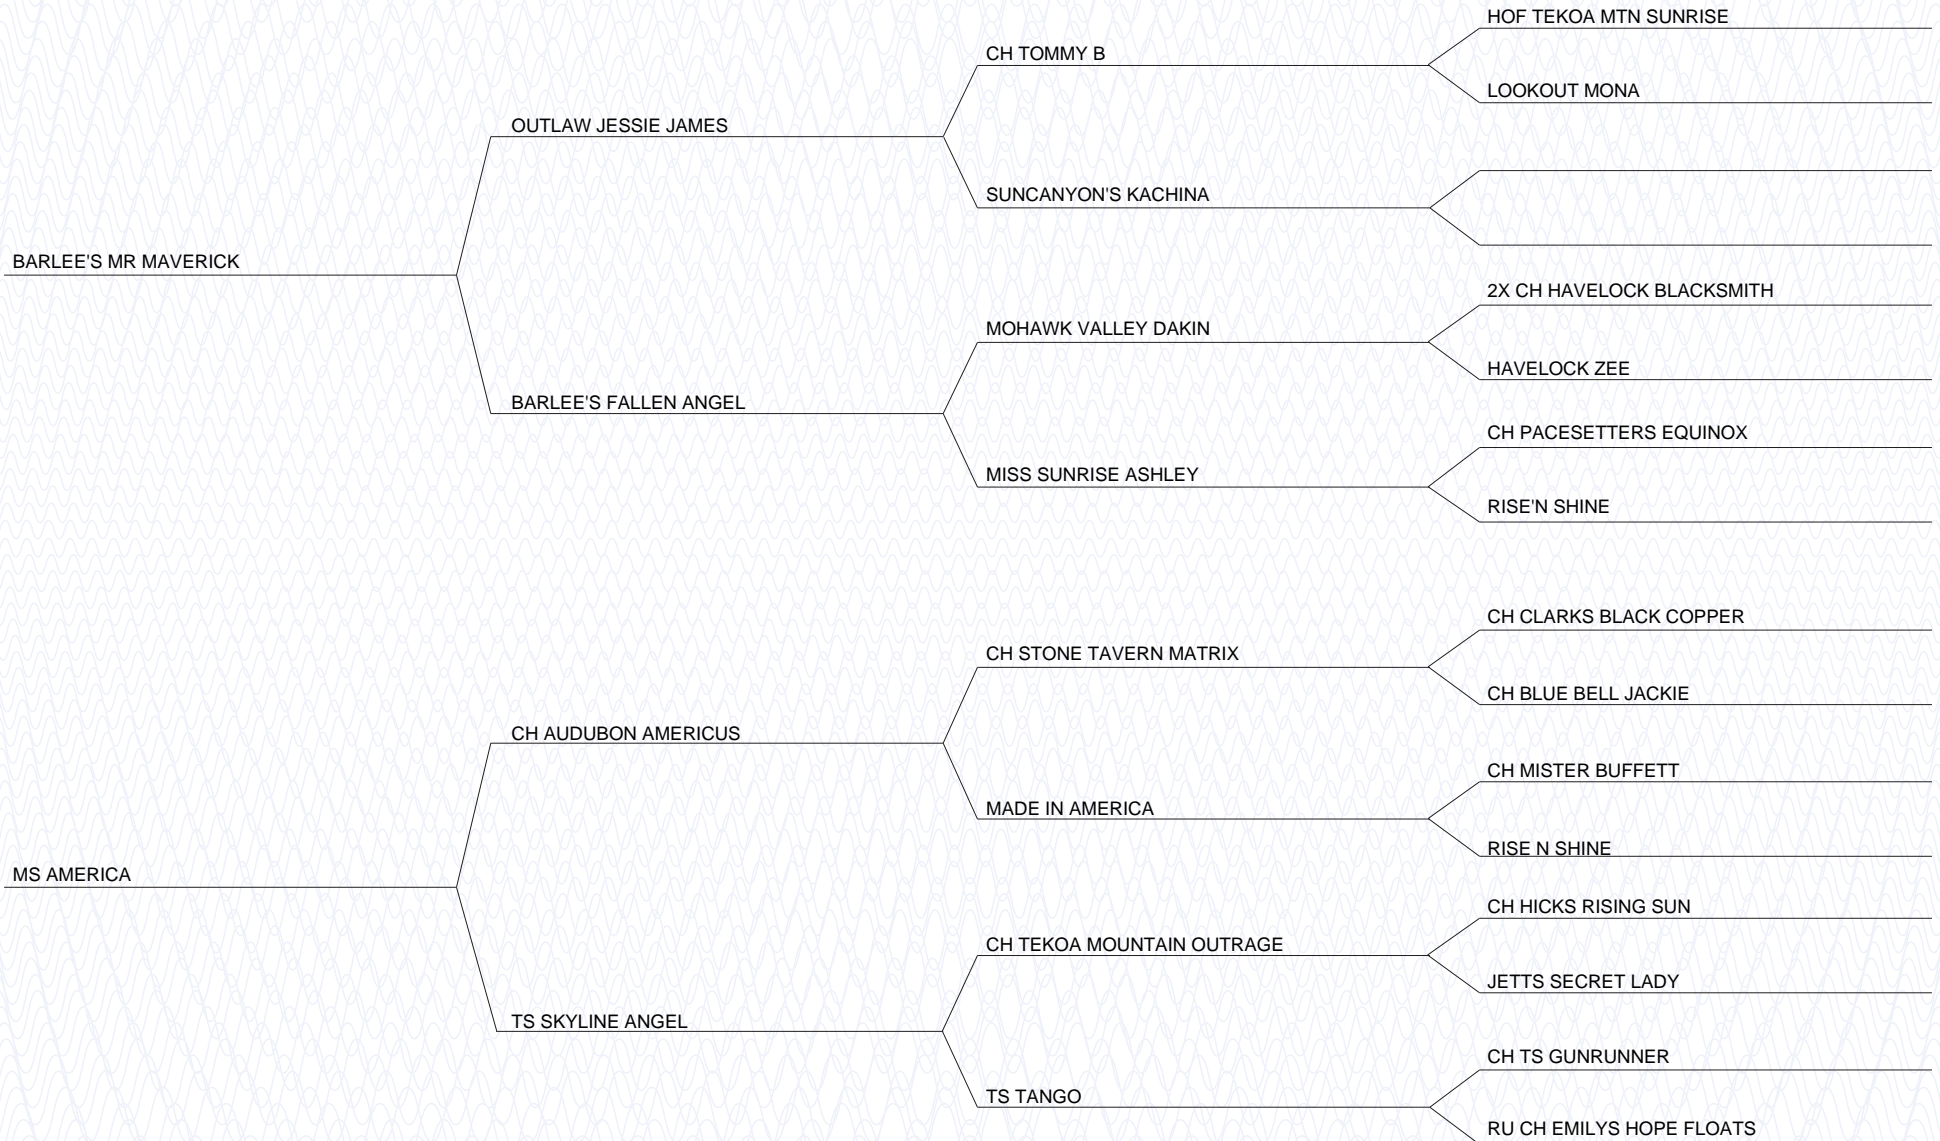 HOF TEKOA MTN SUNRISE
CH TOMMY B
LOOKOUT MONA
OUTLAW JESSIE JAMES
SUNCANYON'S KACHINA
BARLEE'S MR MAVERICK
2X CH HAVELOCK BLACKSMITH
MOHAWK VALLEY DAKIN
HAVELOCK ZEE
BARLEE'S FALLEN ANGEL
CH PACESETTERS EQUINOX
MISS SUNRISE ASHLEY
RISE'N SHINE
CH CLARKS BLACK COPPER
CH STONE TAVERN MATRIX
CH BLUE BELL JACKIE
CH AUDUBON AMERICUS
CH MISTER BUFFETT
MADE IN AMERICA
RISE N SHINE
MS AMERICA
CH HICKS RISING SUN
CH TEKOA MOUNTAIN OUTRAGE
JETTS SECRET LADY
TS SKYLINE ANGEL
CH TS GUNRUNNER
TS TANGO
RU CH EMILYS HOPE FLOATS